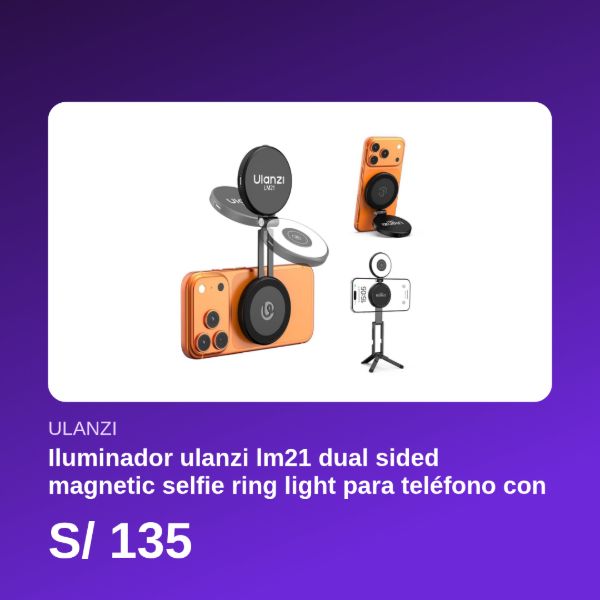 Ulanzi
LM21
ULANZI
Iluminador ulanzi lm21 dual sided
magnetic selfie ring light para teléfono con
S/ 135